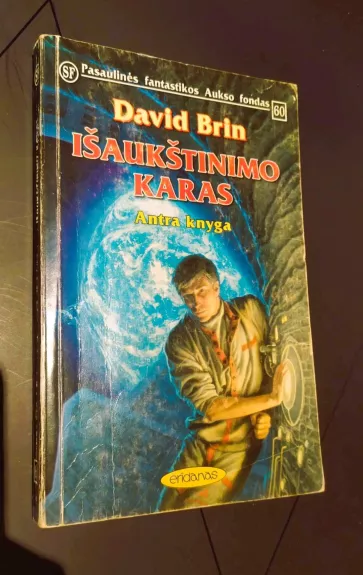 SF Pasaulinės fantastikos Aukso fondas 60
David Brin
IŠAUKŠTINIMO
KARAS
Antra knyga
eridanas